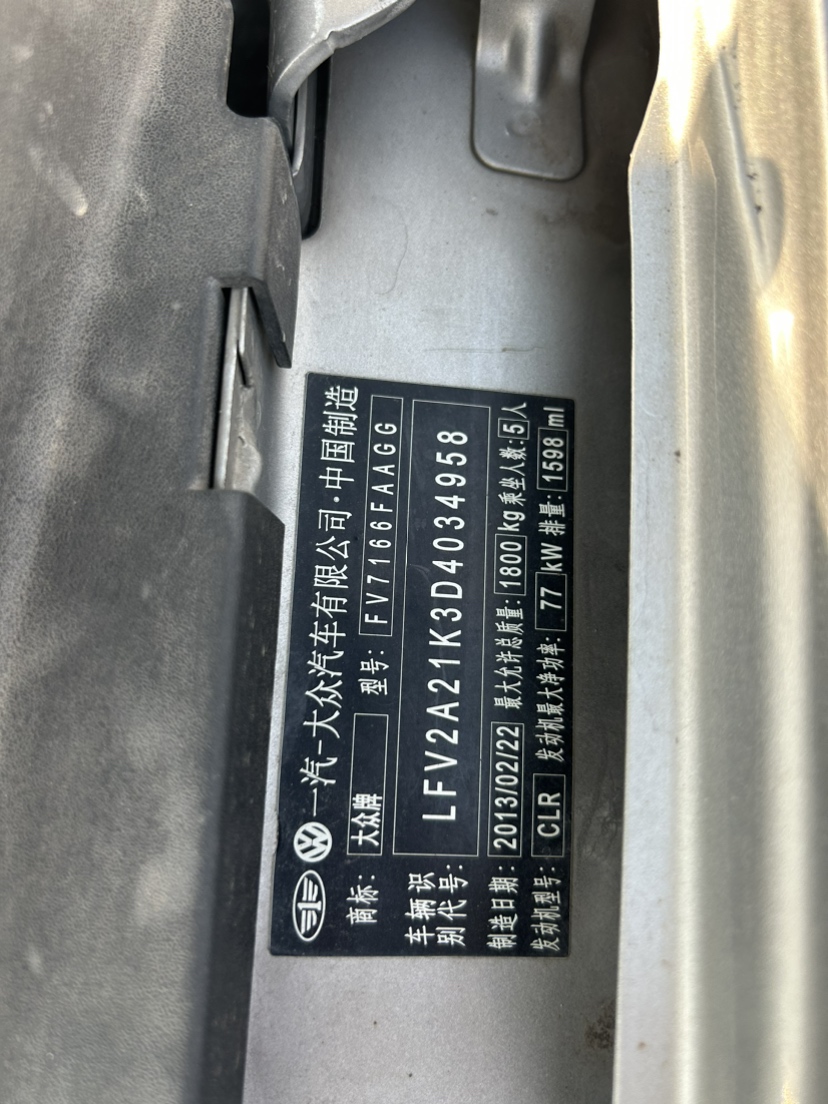 一汽-大众汽车有限公司·中国制造
商标: 大众牌 型号: FV7166FAAGG
车辆识别代号: LFV2A21K3D4034958
制造日期: 2013/02/22 最大允许总质量: 1800 kg 乘坐人数: 5 人
发动机型号: CLR 发动机最大净功率: 77 kW 排量: 1598 ml